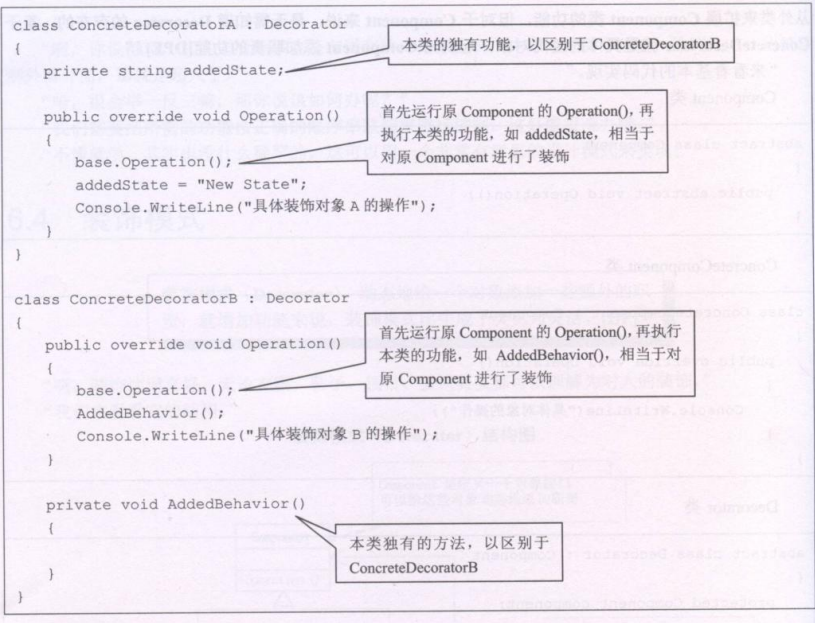 class ConcreteDecoratorA : Decorator
{
private string addedState;
本类的独有功能，以区别于 ConcreteDecoratorB
public override void Operation()
{
base.Operation();
addedState = "New State";
Console.WriteLine("具体装饰对象 A 的操作");
}
}
首先运行原 Component 的 Operation(), 再
执行本类的功能，如 addedState，相当于
对原 Component 进行了装饰
class ConcreteDecoratorB : Decorator
{
public override void Operation()
{
base.Operation();
AddedBehavior();
Console.WriteLine("具体装饰对象 B 的操作");
}
首先运行原 Component 的 Operation(), 再执行
本类的功能，如 AddedBehavior()，相当于对
原 Component 进行了装饰
private void AddedBehavior()
{
}
}
本类独有的方法，以区别于
ConcreteDecoratorB